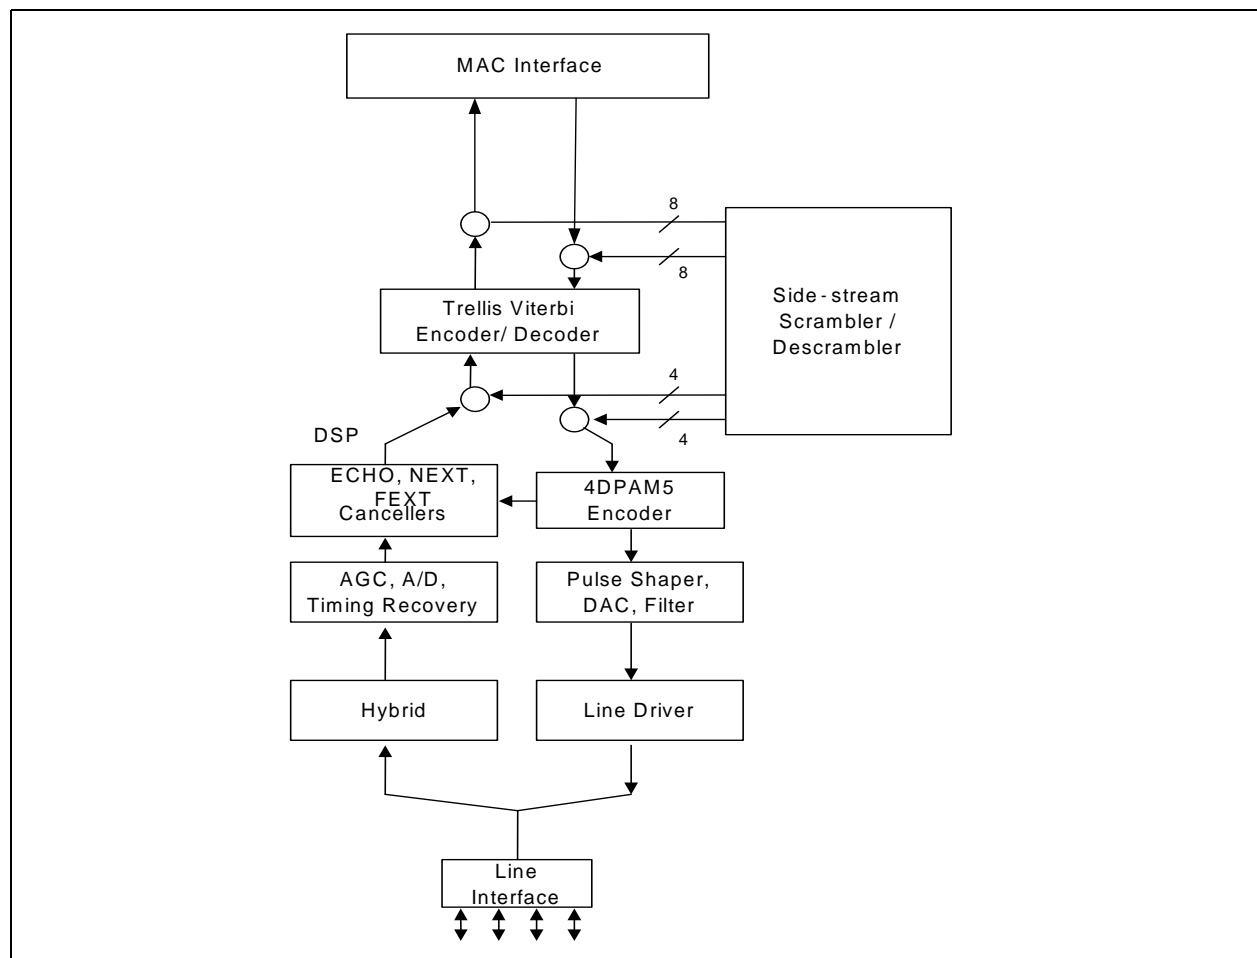 MAC Interface
8
8
Side-stream
Scrambler /
Descrambler
Trellis Viterbi
Encoder/ Decoder
4
4
DSP
ECHO, NEXT,
FEXT
Cancellers
4DPAM5
Encoder
AGC, A/D,
Timing Recovery
Pulse Shaper,
DAC, Filter
Hybrid
Line Driver
Line
Interface